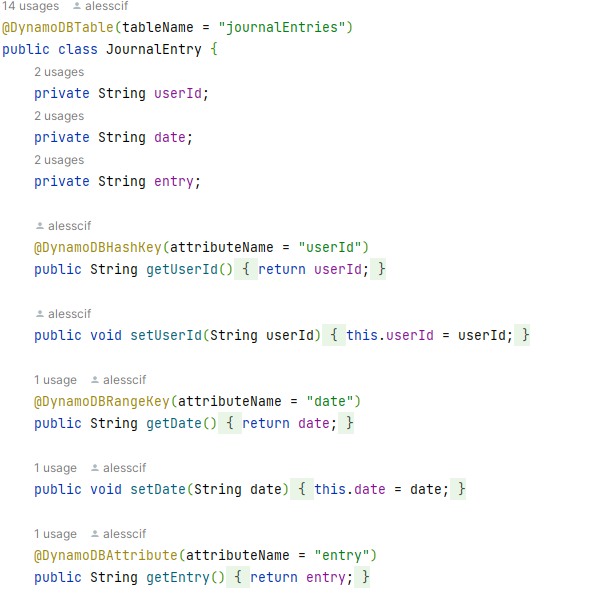 14 usages alesscif
@DynamoDBTable(tableName = "journalEntries")
public class JournalEntry {
2 usages
private String userId;
2 usages
private String date;
2 usages
private String entry;
alesscif
@DynamoDBHashKey(attributeName = "userId")
public String getUserId() { return userId; }
alesscif
public void setUserId(String userId) { this.userId = userId; }
1 usage alesscif
@DynamoDBRangeKey(attributeName = "date")
public String getDate() { return date; }
1 usage alesscif
public void setDate(String date) { this.date = date; }
1 usage alesscif
@DynamoDBAttribute(attributeName = "entry")
public String getEntry() { return entry; }